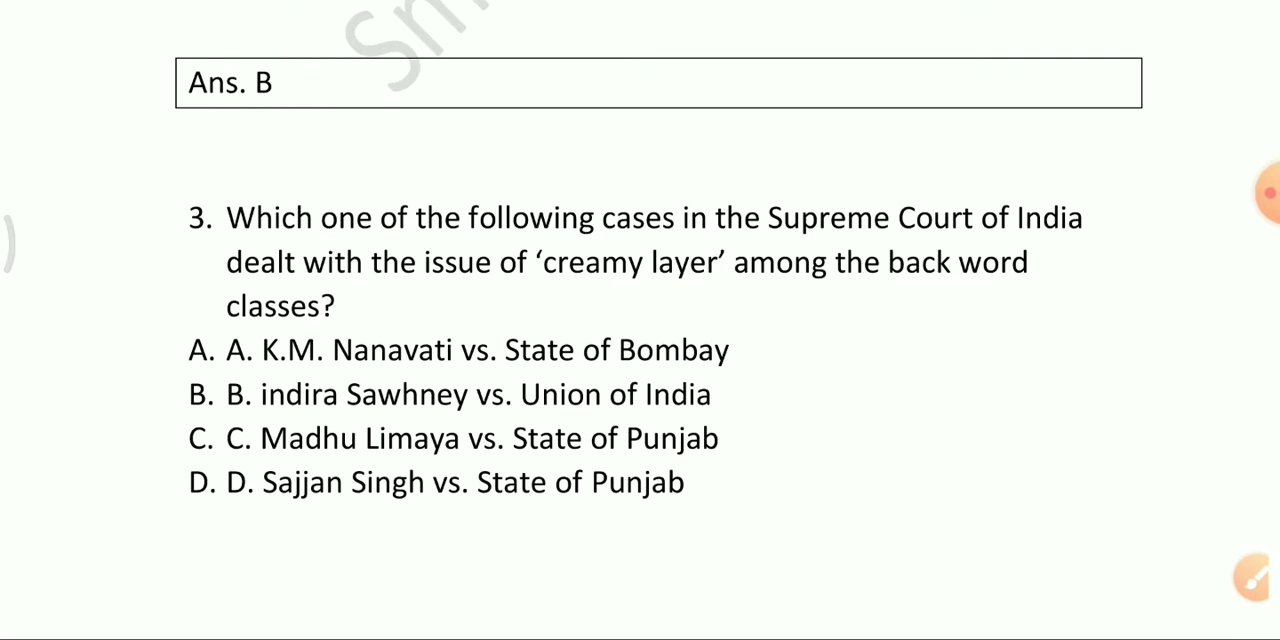 Ans. B
3. Which one of the following cases in the Supreme Court of India
dealt with the issue of ‘creamy layer’ among the back word
classes?
A. A. K.M. Nanavati vs. State of Bombay
B. B. indira Sawhney vs. Union of India
C. C. Madhu Limaya vs. State of Punjab
D. D. Sajjan Singh vs. State of Punjab